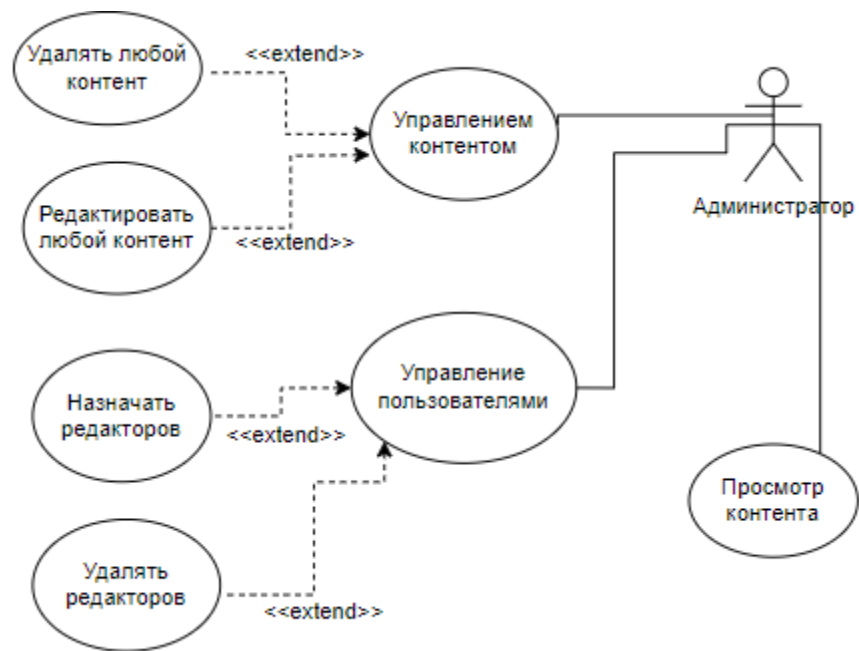 Удалять любой
контент
<<extend>>
Управлением
контентом
Администратор
Редактировать
любой контент
<<extend>>
Управление
пользователями
Назначать
редакторов
<<extend>>
Просмотр
контента
Удалять
редакторов
<<extend>>